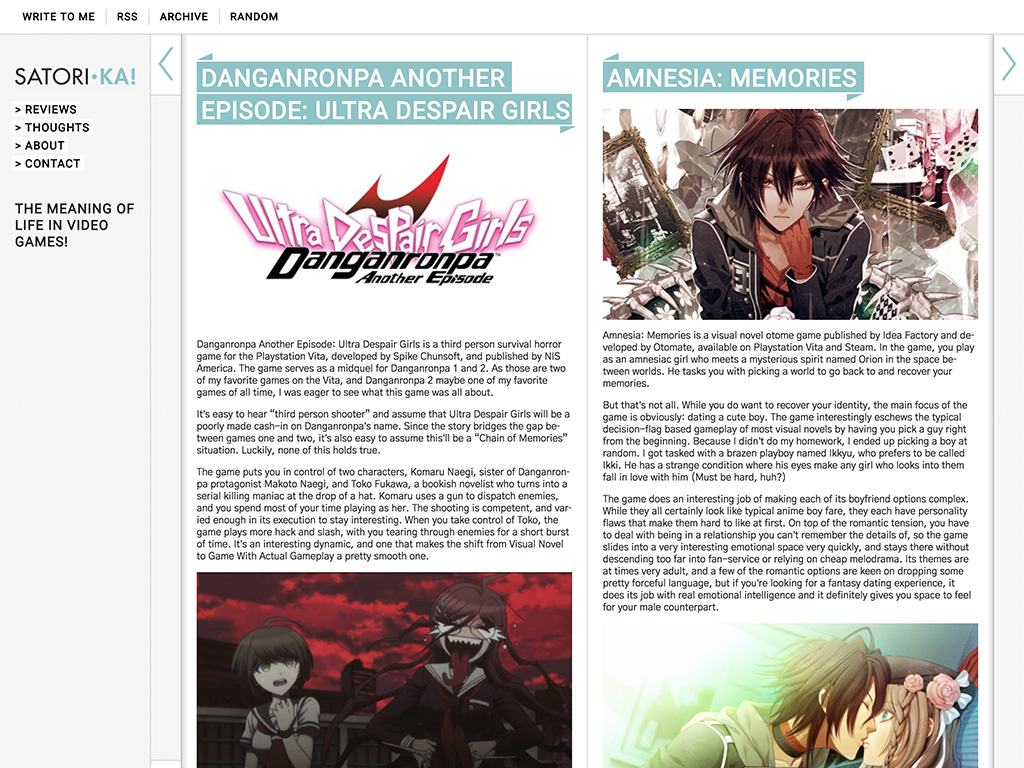 WRITE TO ME
RSS
ARCHIVE
RANDOM
SATORI•KA!
> REVIEWS
> THOUGHTS
> ABOUT
> CONTACT
THE MEANING OF
LIFE IN VIDEO
GAMES!
DANGANRONPA ANOTHER
EPISODE: ULTRA DESPAIR GIRLS
Ultra Despair Girls
Danganronpa™
Another Episode
Danganronpa Another Episode: Ultra Despair Girls is a third person survival horror
game for the Playstation Vita, developed by Spike Chunsoft, and published by NIS
America. The game serves as a midquel for Danganronpa 1 and 2. As those are two
of my favorite games on the Vita, and Danganronpa 2 maybe one of my favorite
games of all time, I was eager to see what this game was all about.
It's easy to hear “third person shooter” and assume that Ultra Despair Girls will be a
poorly made cash-in on Danganronpa's name. Since the story bridges the gap be-
tween games one and two, it's also easy to assume this'll be a “Chain of Memories”
situation. Luckily, none of this holds true.
The game puts you in control of two characters, Komaru Naegi, sister of Danganron-
pa protagonist Makoto Naegi, and Toko Fukawa, a bookish novelist who turns into a
serial killing maniac at the drop of a hat. Komaru uses a gun to dispatch enemies,
and you spend most of your time playing as her. The shooting is competent, and var-
ied enough in its execution to stay interesting. When you take control of Toko, the
game plays more hack and slash, with you tearing through enemies for a short burst
of time. It's an interesting dynamic, and one that makes the shift from Visual Novel
to Game With Actual Gameplay a pretty smooth one.
AMNESIA: MEMORIES
Amnesia: Memories is a visual novel otome game published by Idea Factory and de-
veloped by Otomate, available on Playstation Vita and Steam. In the game, you play
as an amnesiac girl who meets a mysterious spirit named Orion in the space be-
tween worlds. He tasks you with picking a world to go back to and recover your
memories.
But that's not all. While you do want to recover your identity, the main focus of the
game is obviously: dating a cute boy. The game interestingly eschews the typical
decision-flag based gameplay of most visual novels by having you pick a guy right
from the beginning. Because I didn't do my homework, I ended up picking a boy at
random. I got tasked with a brazen playboy named Ikkyu, who prefers to be called
Ikki. He has a strange condition where his eyes make any girl who looks into them
fall in love with him (Must be hard, huh?)
The game does an interesting job of making each of its boyfriend options complex.
While they all certainly look like typical anime boy fare, they each have personality
flaws that make them hard to like at first. On top of the romantic tension, you have
to deal with being in a relationship you can't remember the details of, so the game
slides into a very interesting emotional space very quickly, and stays there without
descending too far into fan-service or relying on cheap melodrama. Its themes are
at times very adult, and a few of the romantic options are keen on dropping some
pretty forceful language, but if you're looking for a fantasy dating experience, it
does its job with real emotional intelligence and it definitely gives you space to feel
for your male counterpart.